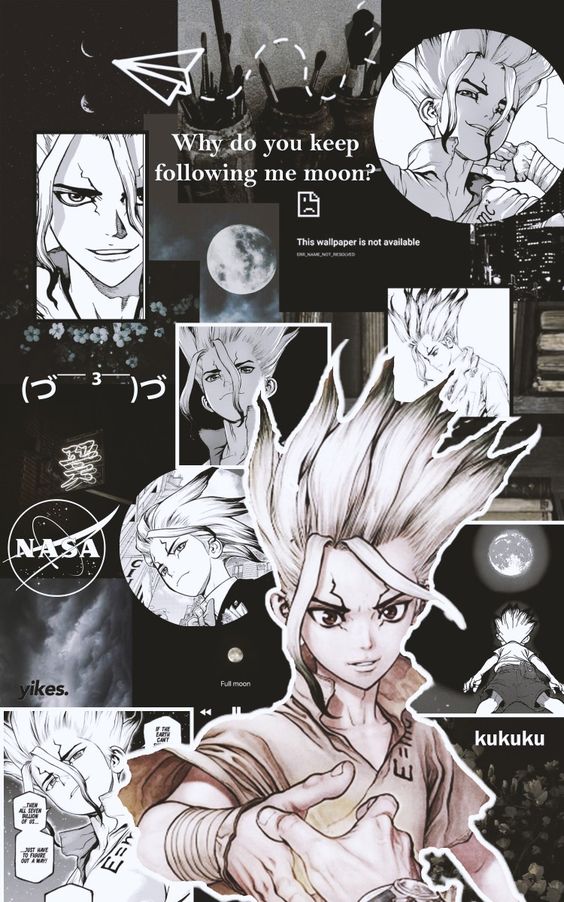 Why do you keep
following me moon?
This wallpaper is not available
ERR_NAME_NOT_RESOLVED
(づ￣ ³￣)づ
NASA
yikes.
Full moon
kukuku
IF THE
EARTH
CAN'T
...THEN
ALL SEVEN
BILLION OF
US...
...JUST
HAVE TO
FIGURE
OUT A WAY!
E=M
E=M